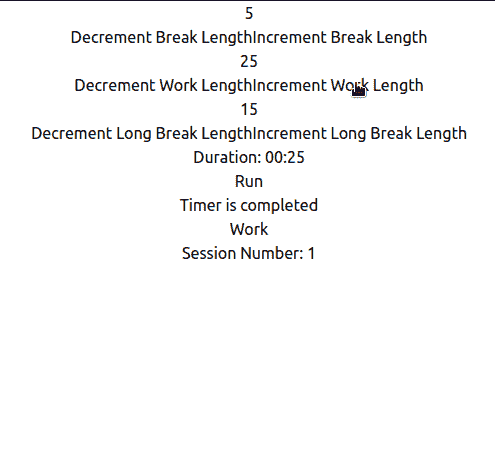 5
Decrement Break LengthIncrement Break Length
25
Decrement Work LengthIncrement Work Length
15
Decrement Long Break LengthIncrement Long Break Length
Duration: 00:25
Run
Timer is completed
Work
Session Number: 1